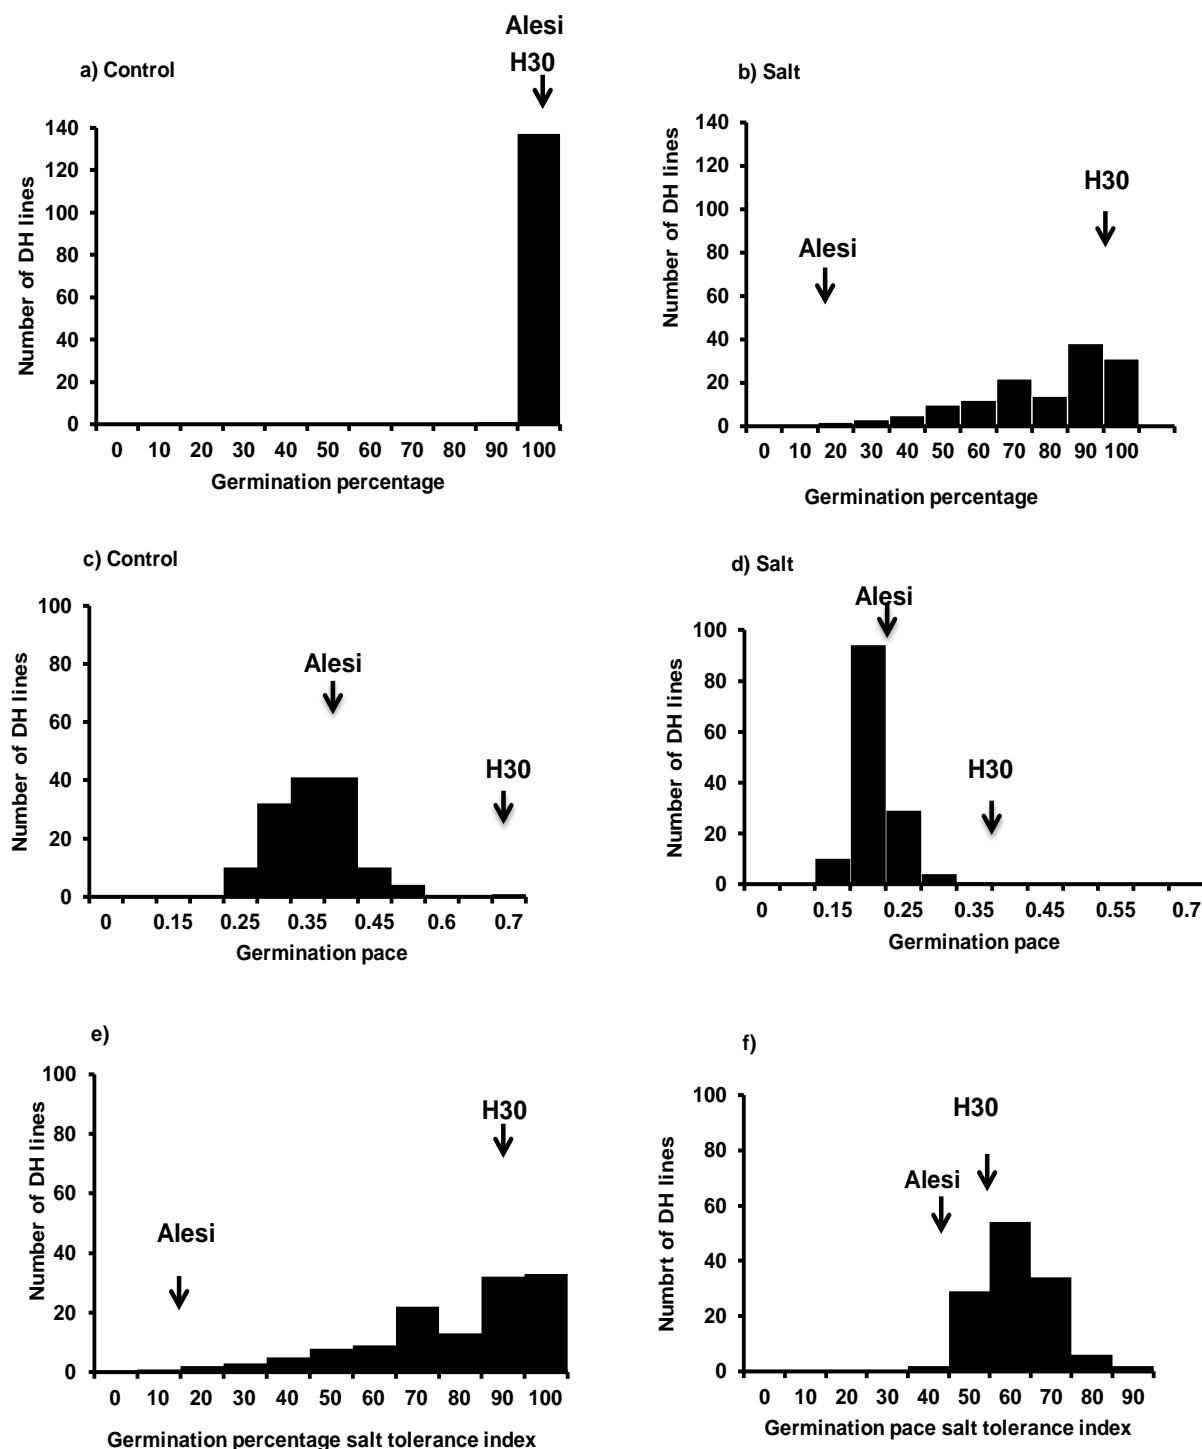 a) Control
Alesi
H30
Number of DH lines
140
120
100
80
60
40
20
0
0 10 20 30 40 50 60 70 80 90 100
Germination percentage
b) Salt
Alesi
H30
Number of DH lines
140
120
100
80
60
40
20
0
0 10 20 30 40 50 60 70 80 90 100
Germination percentage
c) Control
Alesi
H30
Number of DH lines
100
80
60
40
20
0
0 0.15 0.25 0.35 0.45 0.6 0.7
Germination pace
d) Salt
Alesi
H30
Number of DH lines
100
80
60
40
20
0
0 0.15 0.25 0.35 0.45 0.55 0.7
Germination pace
e)
Alesi
H30
Number of DH lines
100
80
60
40
20
0
0 10 20 30 40 50 60 70 80 90 100
Germination percentage salt tolerance index
f)
H30
Alesi
Numbrt of DH lines
100
80
60
40
20
0
0 10 20 30 40 50 60 70 80 90
Germination pace salt tolerance index